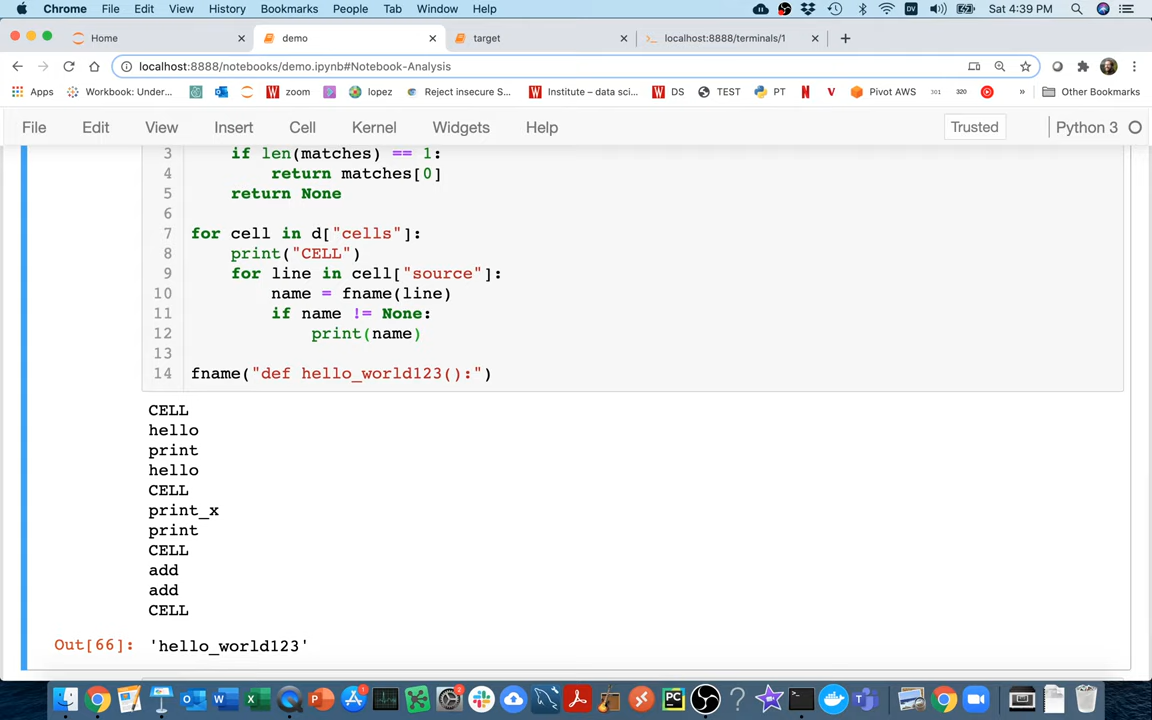 Chrome File Edit View History Bookmarks People Tab Window Help DV Sat 4:39 PM
Home demo target localhost:8888/terminals/1
localhost:8888/notebooks/demo.ipynb#Notebook-Analysis
Apps Workbook: Under... zoom lopez Reject insecure S... Institute – data sci... DS TEST PT V Pivot AWS 301 320 » Other Bookmarks
File Edit View Insert Cell Kernel Widgets Help Trusted Python 3
3 if len(matches) == 1:
4 return matches[0]
5 return None
6
7 for cell in d["cells"]:
8 print("CELL")
9 for line in cell["source"]:
10 name = fname(line)
11 if name != None:
12 print(name)
13
14 fname("def hello_world123():")
CELL
hello
print
hello
CELL
print_x
print
CELL
add
add
CELL
Out[66]: 'hello_world123'